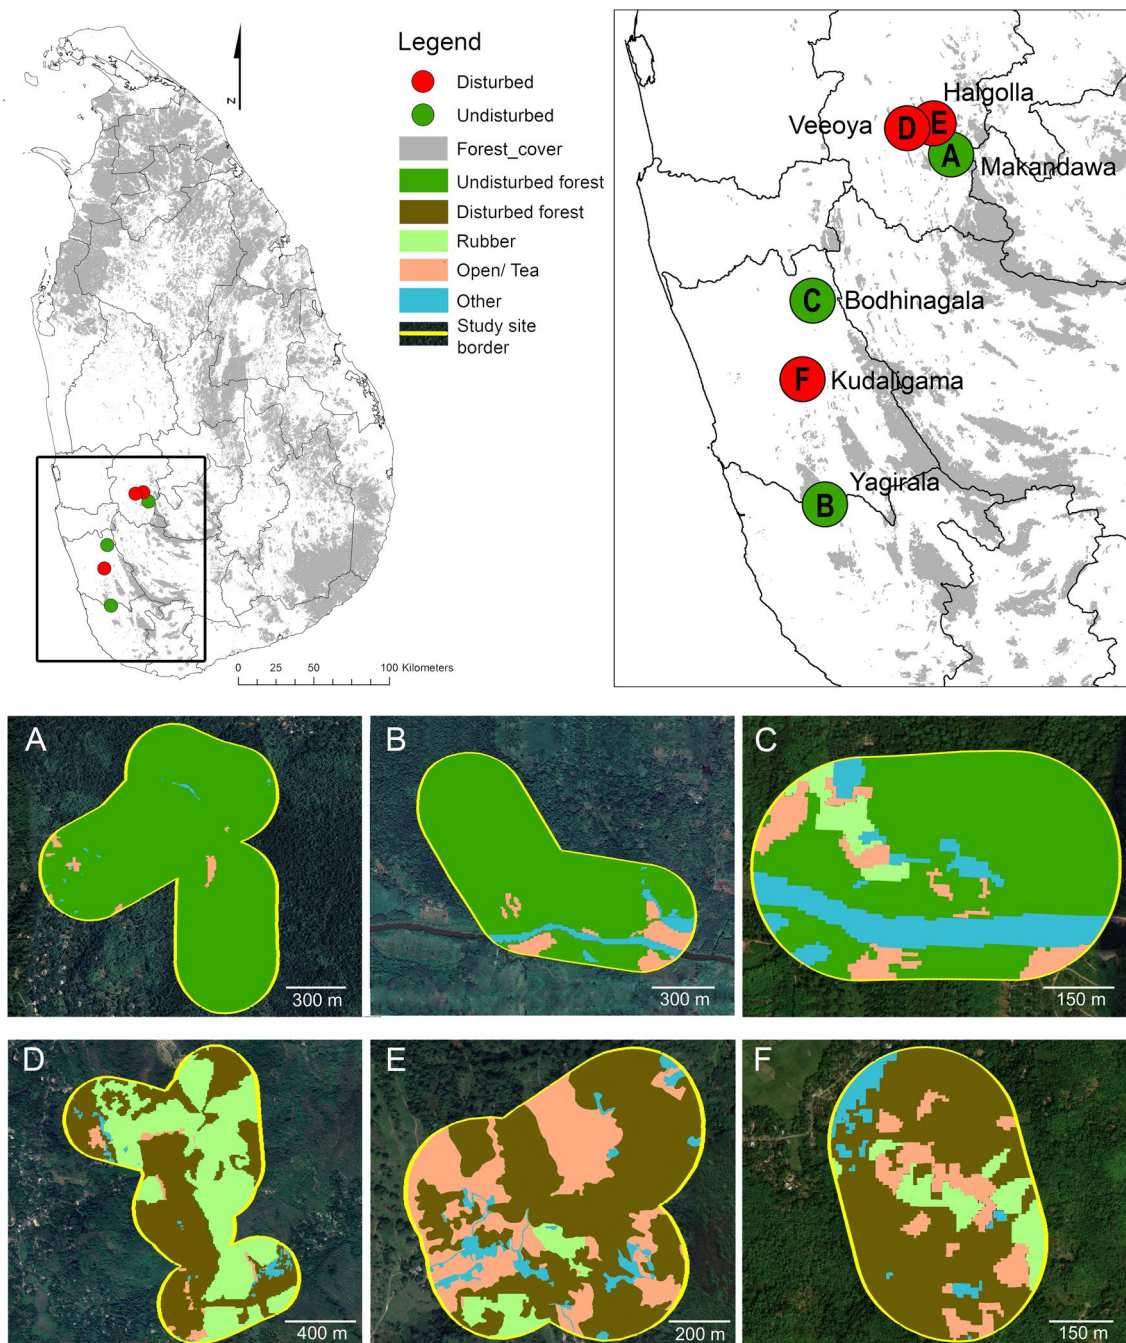 Legend
Disturbed
Undisturbed
Forest_cover
Undisturbed forest
Disturbed forest
Rubber
Open/ Tea
Other
Study site
border
N
0 25 50 100 Kilometers
Halgolla
Veeoya D E
A
Makandawa
C Bodhinagala
F Kudaligama
Yagirala
B
A
300 m
B
300 m
C
150 m
D
400 m
E
200 m
F
150 m